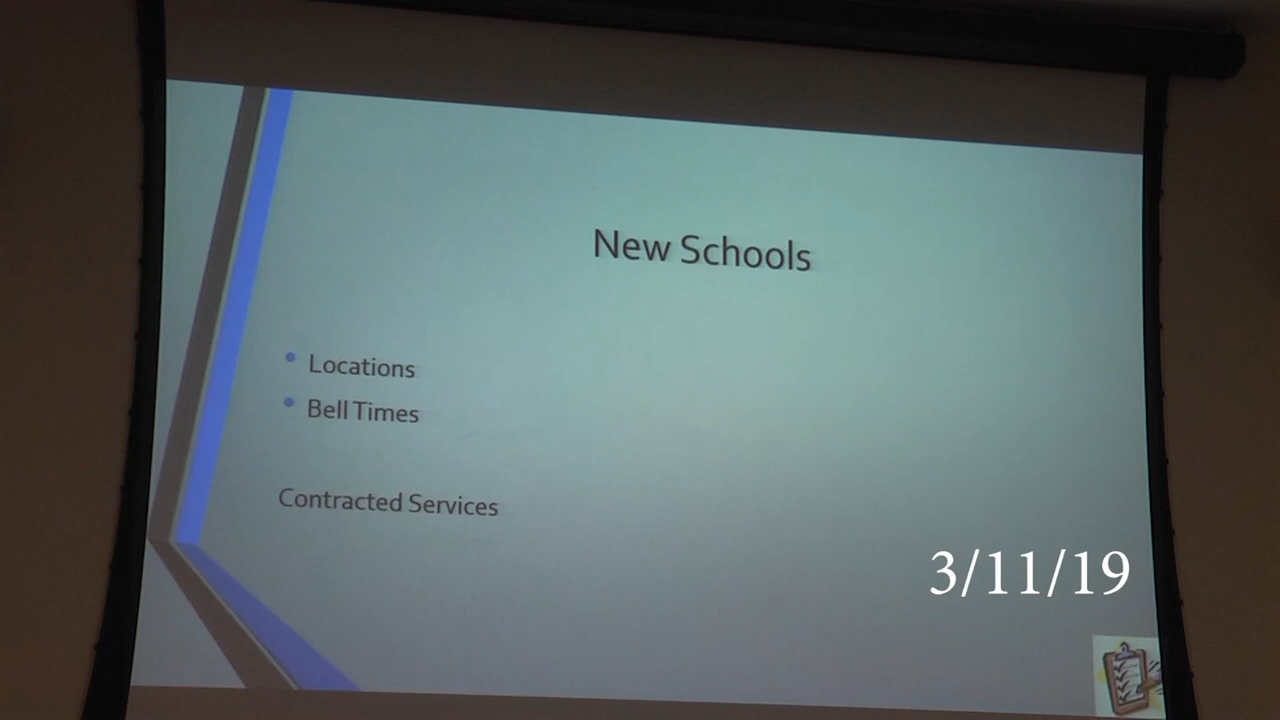 New Schools
Locations
Bell Times
Contracted Services
3/11/19